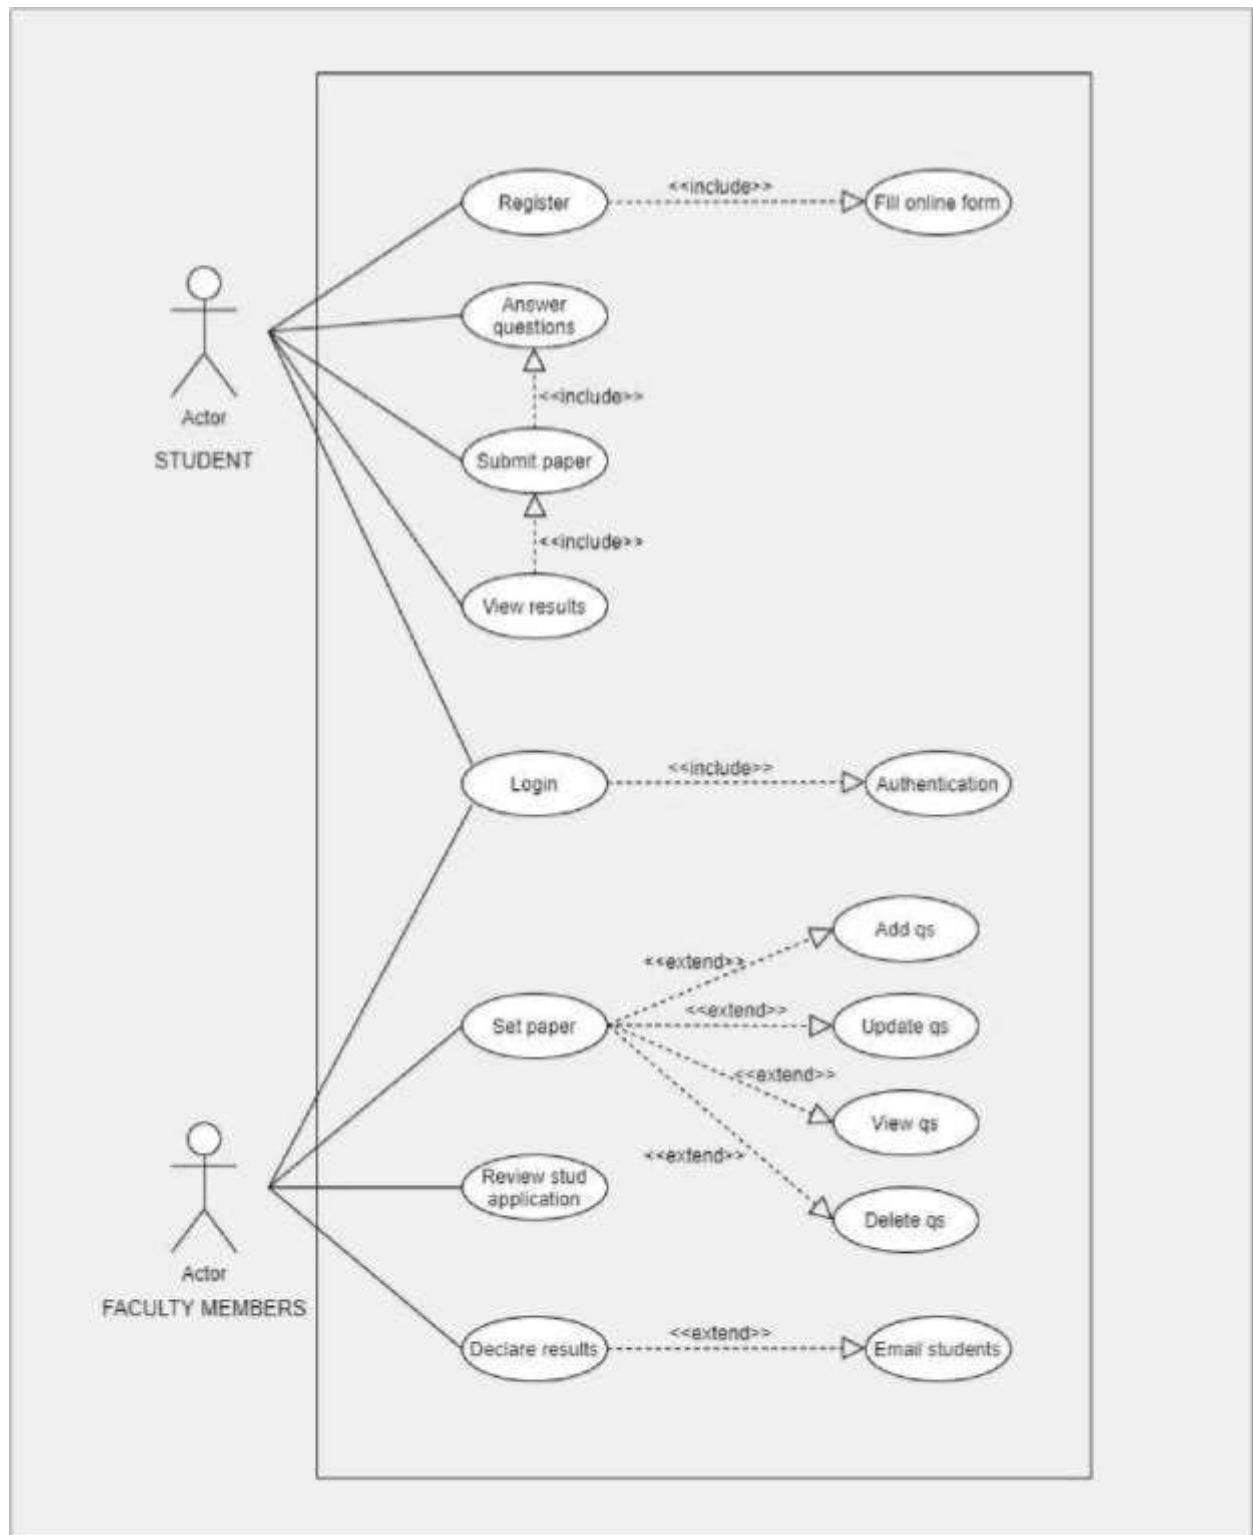 Register
<<include>>
Fill online form
Answer
questions
<<include>>
Actor
STUDENT
Submit paper
<<include>>
View results
Login
<<include>>
Authentication
Add qs
<<extend>>
Set paper
<<extend>>
Update qs
<<extend>>
View qs
<<extend>>
Review stud
application
Delete qs
Actor
FACULTY MEMBERS
Declare results
<<extend>>
Email students